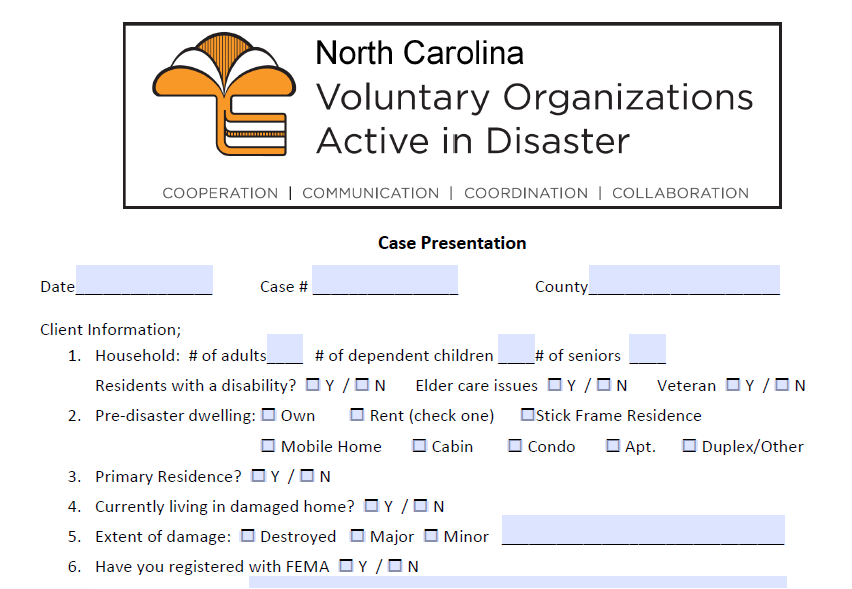 North Carolina
Voluntary Organizations
Active in Disaster
COOPERATION | COMMUNICATION | COORDINATION | COLLABORATION
Case Presentation
Date_______________ Case # ________________ County_____________________
Client Information;
1. Household: # of adults____ # of dependent children ____# of seniors ____
Residents with a disability? ☐ Y / ☐ N Elder care issues ☐ Y / ☐ N Veteran ☐ Y / ☐ N
2. Pre-disaster dwelling: ☐ Own ☐ Rent (check one) ☐Stick Frame Residence
☐ Mobile Home ☐ Cabin ☐ Condo ☐ Apt. ☐ Duplex/Other
3. Primary Residence? ☐ Y / ☐ N
4. Currently living in damaged home? ☐ Y / ☐ N
5. Extent of damage: ☐ Destroyed ☐ Major ☐ Minor _______________________________
6. Have you registered with FEMA ☐ Y / ☐ N